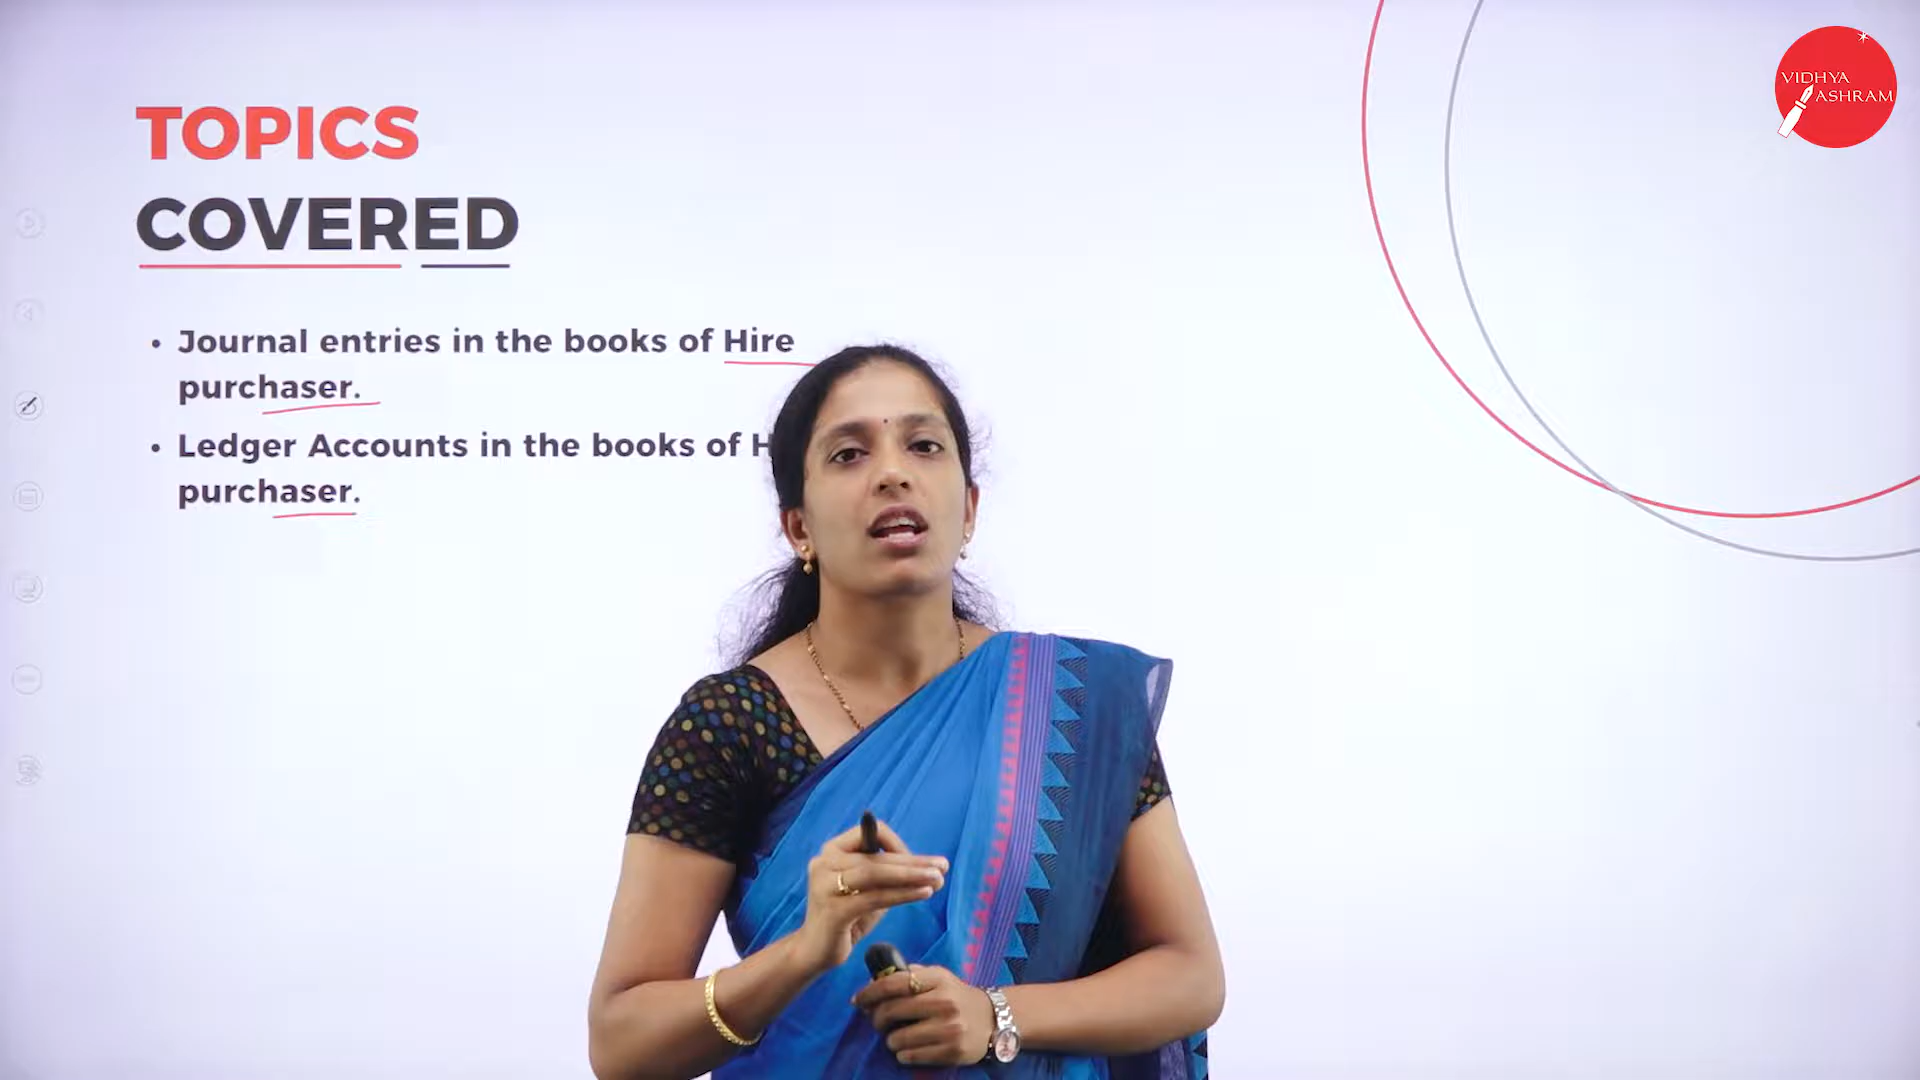 TOPICS
COVERED
• Journal entries in the books of Hire
purchaser.
• Ledger Accounts in the books of
purchaser.
VIDHYA
ASHRAM